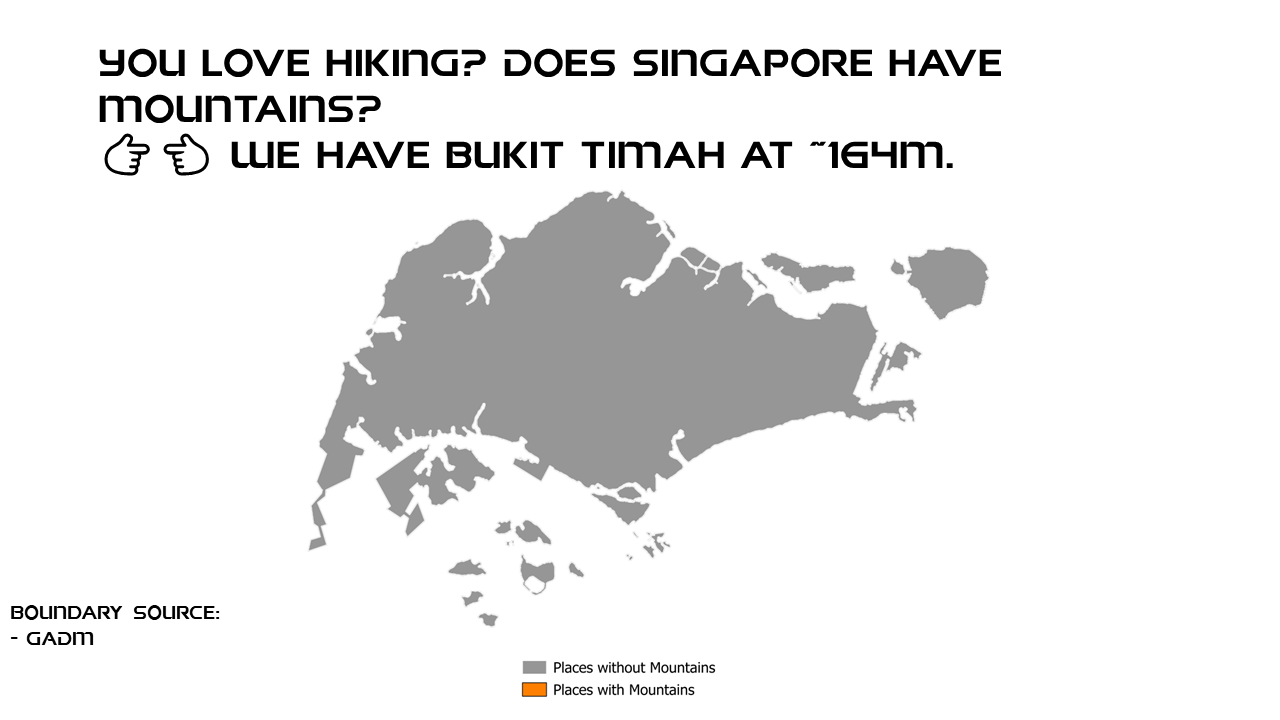 YOU LOVE HIKING? DOES SINGAPORE HAVE
MOUNTAINS?
👉👈 WE HAVE BUKIT TIMAH AT ~164M.
BOUNDARY SOURCE:
- GADM
Places without Mountains
Places with Mountains